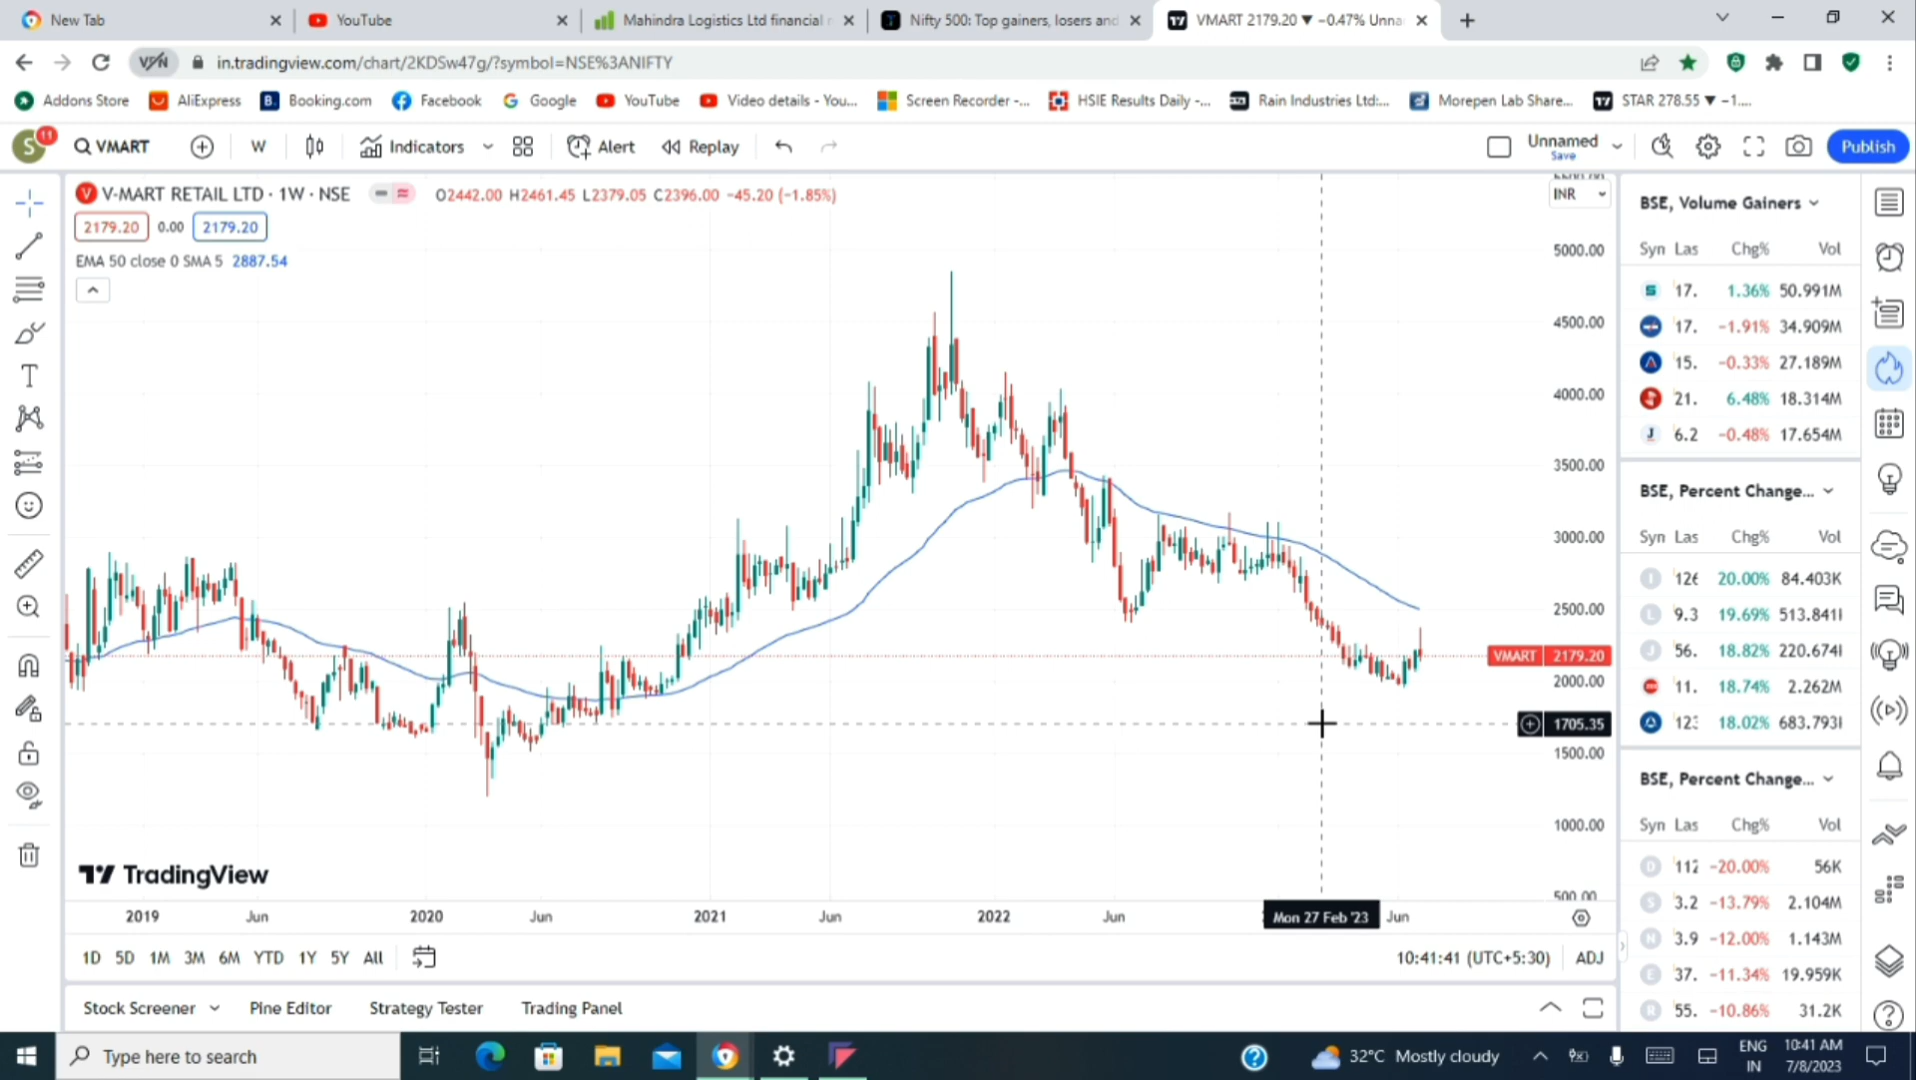 New Tab
YouTube
Mahindra Logistics Ltd financial
Nifty 500: Top gainers, losers and
VMART 2179.20 ▼ −0.47% Unna
VPN
in.tradingview.com/chart/2KDSw47g/?symbol=NSE%3ANIFTY
Addons Store
AliExpress
Booking.com
Facebook
Google
YouTube
Video details - You...
Screen Recorder -...
HSIE Results Daily -...
Rain Industries Ltd:...
Morepen Lab Share...
STAR 278.55 ▼ −1....
S
11
VMART
W
Indicators
Alert
Replay
Unnamed
Save
Publish
V-MART RETAIL LTD · 1W · NSE
O2442.00 H2461.45 L2379.05 C2396.00 −45.20 (−1.85%)
2179.20
0.00
2179.20
EMA 50 close 0 SMA 5 2887.54
INR
5000.00
4500.00
4000.00
3500.00
3000.00
2500.00
VMART 2179.20
2000.00
1705.35
1500.00
1000.00
500.00
TradingView
2019
Jun
2020
Jun
2021
Jun
2022
Jun
Mon 27 Feb '23
Jun
1D
5D
1M
3M
6M
YTD
1Y
5Y
All
10:41:41 (UTC+5:30)
ADJ
Stock Screener
Pine Editor
Strategy Tester
Trading Panel
BSE, Volume Gainers
Syn Las Chg% Vol
17. 1.36% 50.991M
17. −1.91% 34.909M
15. −0.33% 27.189M
21. 6.48% 18.314M
J 6.2 −0.48% 17.654M
BSE, Percent Change...
Syn Las Chg% Vol
I 126 20.00% 84.403K
L 9.3 19.69% 513.841
J 56. 18.82% 220.674
11. 18.74% 2.262M
123 18.02% 683.793
BSE, Percent Change...
Syn Las Chg% Vol
D 112 −20.00% 56K
S 3.2 −13.79% 2.104M
N 3.9 −12.00% 1.143M
E 37. −11.34% 19.959K
R 55. −10.86% 31.2K
Type here to search
32°C Mostly cloudy
ENG
IN
10:41 AM
7/8/2023